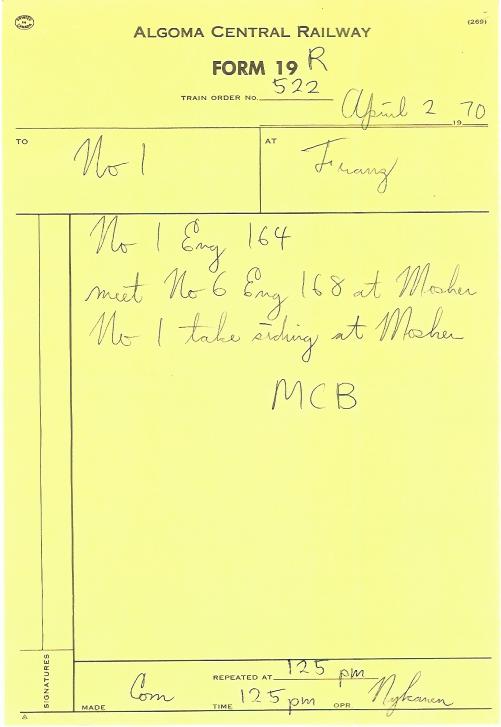 (269)
ALGOMA CENTRAL RAILWAY
FORM 19 R
TRAIN ORDER NO. 522
April 2 1970
TO No 1 AT Franz
No 1 Eng 164
meet No 6 Eng 168 at Mosher
No 1 take siding at Mosher
MCB
SIGNATURES
REPEATED AT 125 pm
MADE Com TIME 125 pm OPR Nykanen